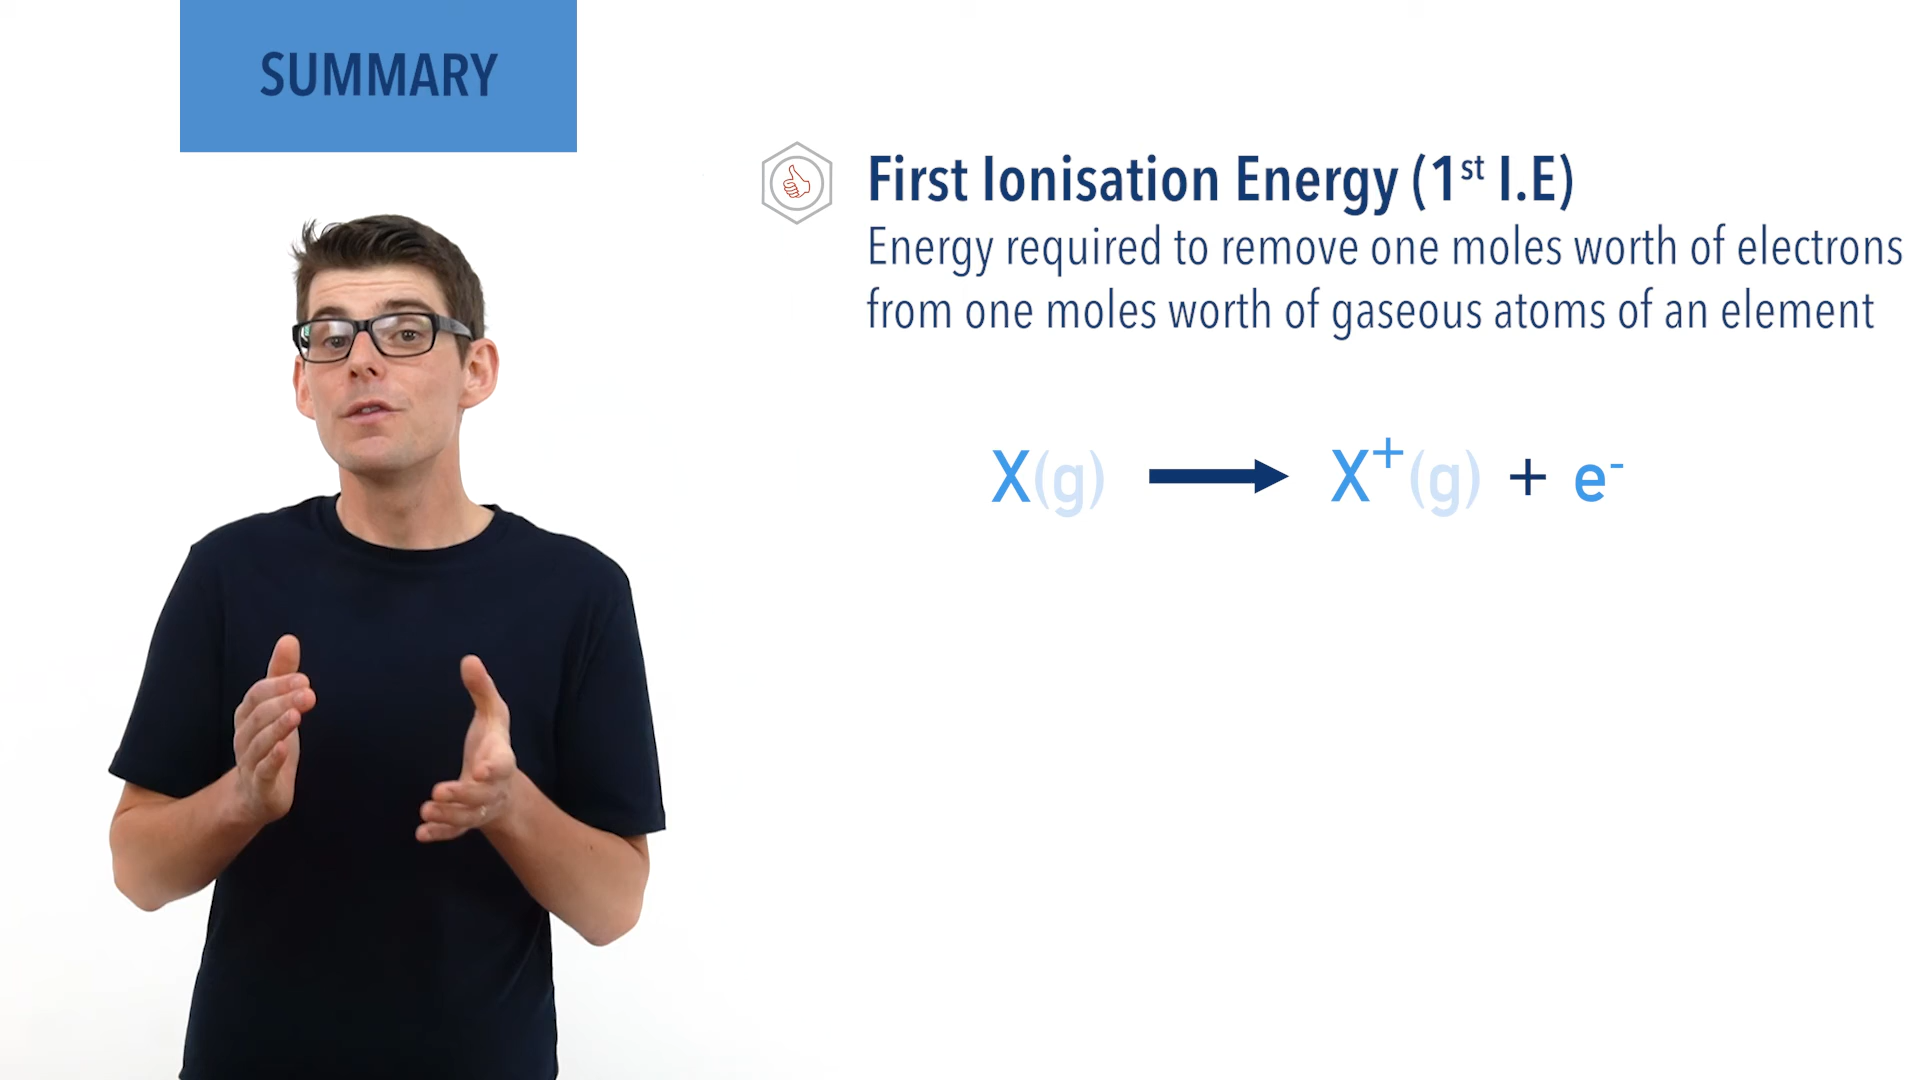 SUMMARY
First Ionisation Energy (1st I.E)
Energy required to remove one moles worth of electrons
from one moles worth of gaseous atoms of an element
X(g) → X⁺(g) + e⁻